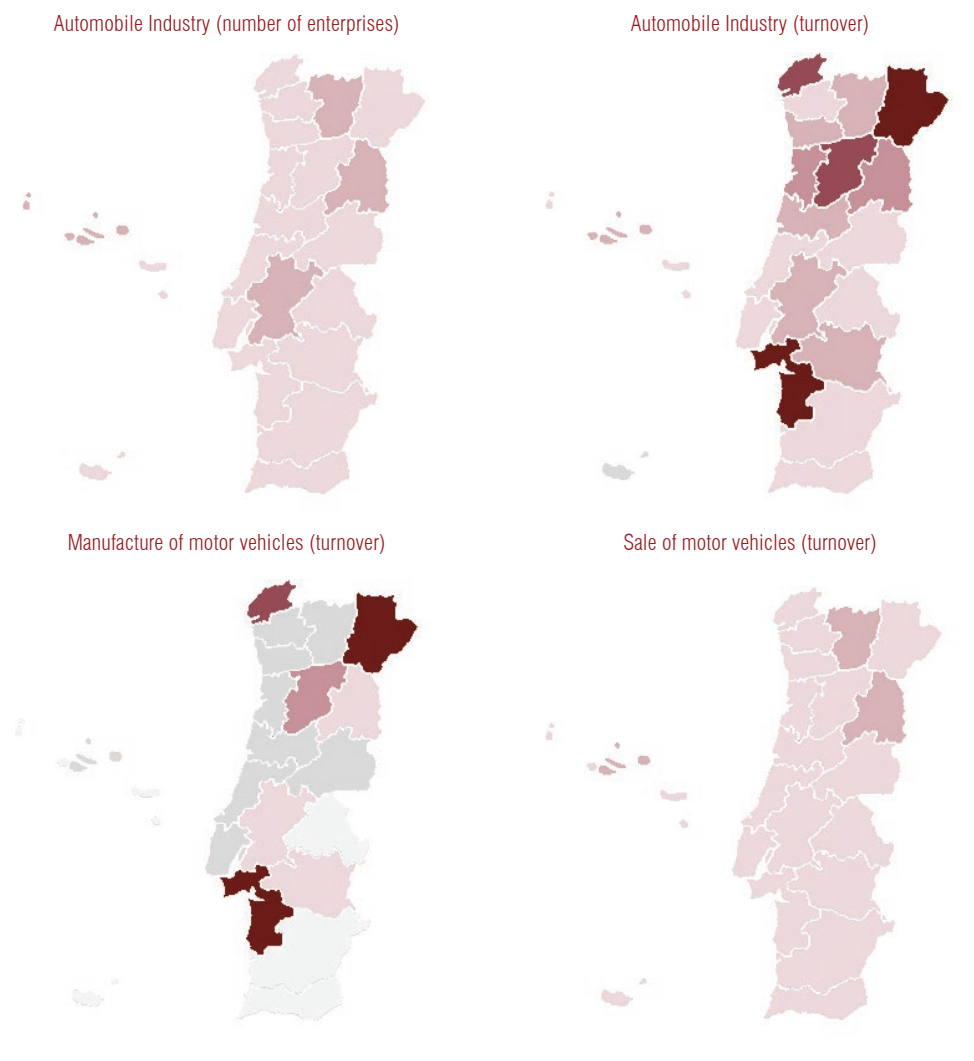 Automobile Industry (number of enterprises)
Automobile Industry (turnover)
Manufacture of motor vehicles (turnover)
Sale of motor vehicles (turnover)